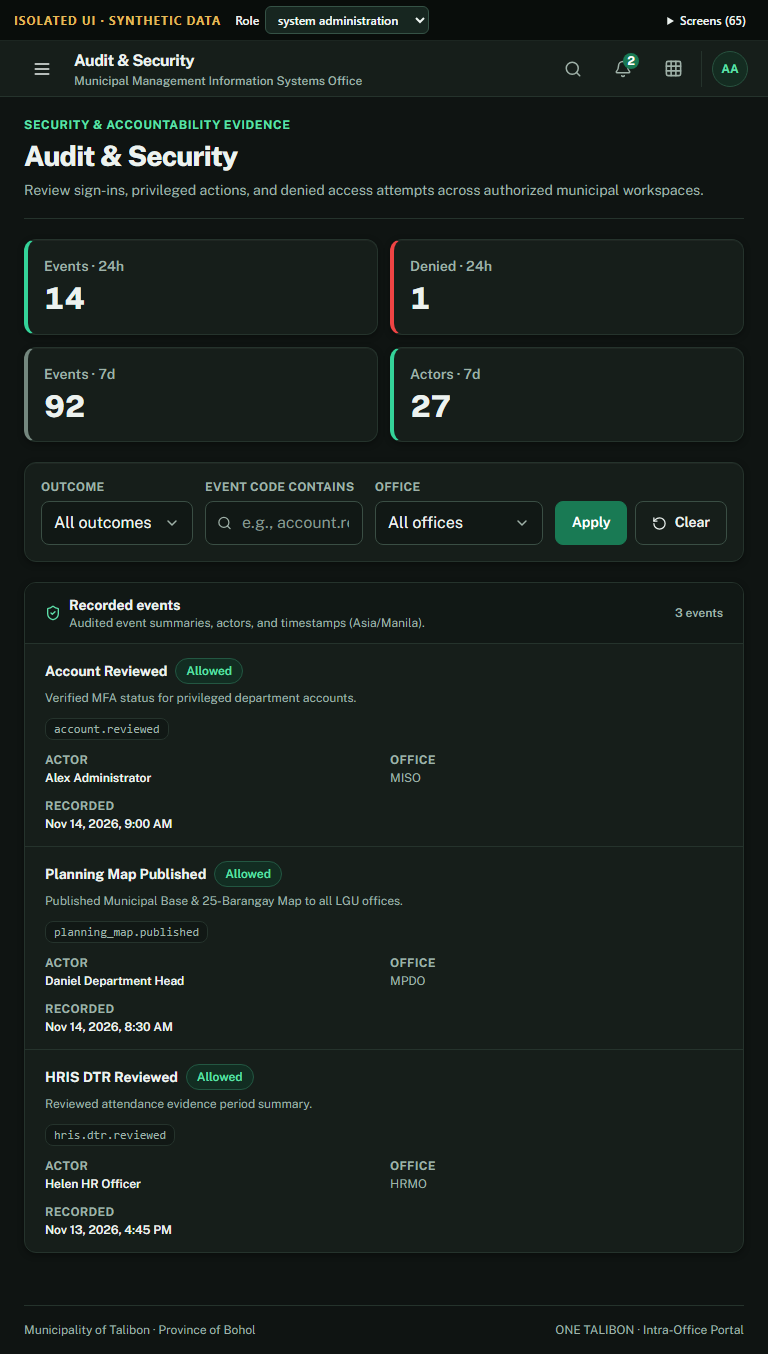 ISOLATED UI · SYNTHETIC DATA Role system administration ▶ Screens (65)
Audit & Security
Municipal Management Information Systems Office
2
AA
SECURITY & ACCOUNTABILITY EVIDENCE
Audit & Security
Review sign-ins, privileged actions, and denied access attempts across authorized municipal workspaces.
Events · 24h
14
Denied · 24h
1
Events · 7d
92
Actors · 7d
27
OUTCOME EVENT CODE CONTAINS OFFICE
All outcomes e.g., account.r All offices Apply Clear
Recorded events
Audited event summaries, actors, and timestamps (Asia/Manila).
3 events
Account Reviewed Allowed
Verified MFA status for privileged department accounts.
account.reviewed
ACTOR OFFICE
Alex Administrator MISO
RECORDED
Nov 14, 2026, 9:00 AM
Planning Map Published Allowed
Published Municipal Base & 25-Barangay Map to all LGU offices.
planning_map.published
ACTOR OFFICE
Daniel Department Head MPDO
RECORDED
Nov 14, 2026, 8:30 AM
HRIS DTR Reviewed Allowed
Reviewed attendance evidence period summary.
hris.dtr.reviewed
ACTOR OFFICE
Helen HR Officer HRMO
RECORDED
Nov 13, 2026, 4:45 PM
Municipality of Talibon · Province of Bohol ONE TALIBON · Intra-Office Portal